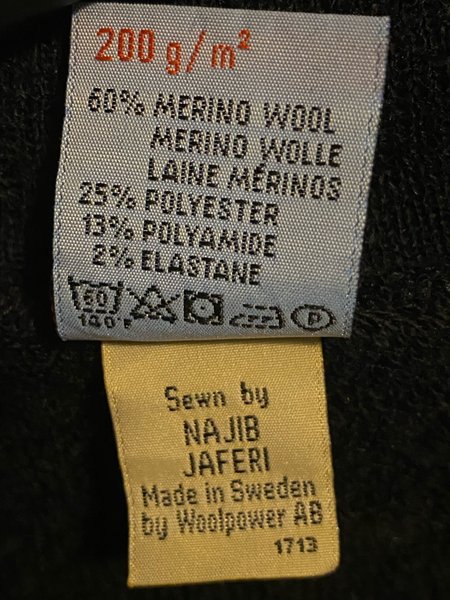 200 g/m²
60% MERINO WOOL
MERINO WOLLE
LAINE MÉRINOS
25% POLYESTER
13% POLYAMIDE
2% ELASTANE
60 P
140°F
Sewn by
NAJIB
JAFERI
Made in Sweden
by Woolpower AB
1713